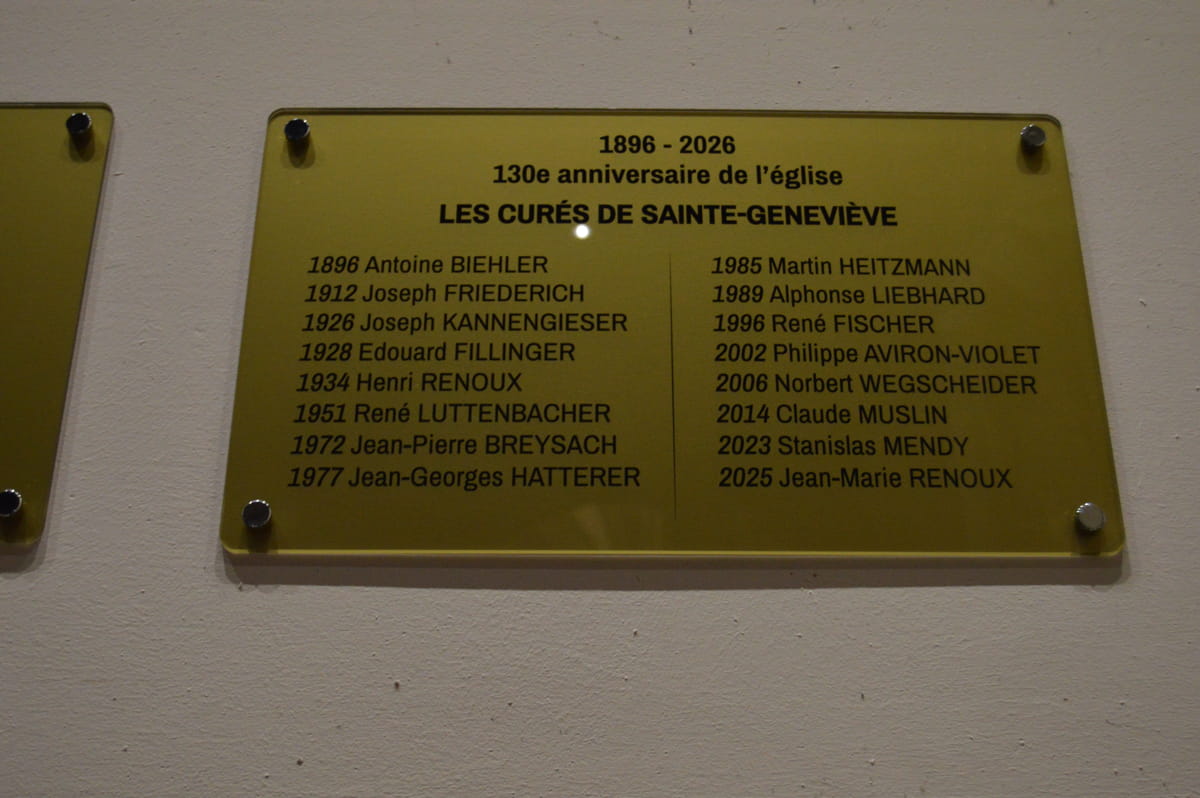 1896 - 2026
130e anniversaire de l'église
LES CURÉS DE SAINTE-GENEVIÈVE
1896 Antoine BIEHLER
1912 Joseph FRIEDERICH
1926 Joseph KANNENGIESER
1928 Edouard FILLINGER
1934 Henri RENOUX
1951 René LUTTENBACHER
1972 Jean-Pierre BREYSACH
1977 Jean-Georges HATTERER
1985 Martin HEITZMANN
1989 Alphonse LIEBHARD
1996 René FISCHER
2002 Philippe AVIRON-VIOLET
2006 Norbert WEGSCHEIDER
2014 Claude MUSLIN
2023 Stanislas MENDY
2025 Jean-Marie RENOUX